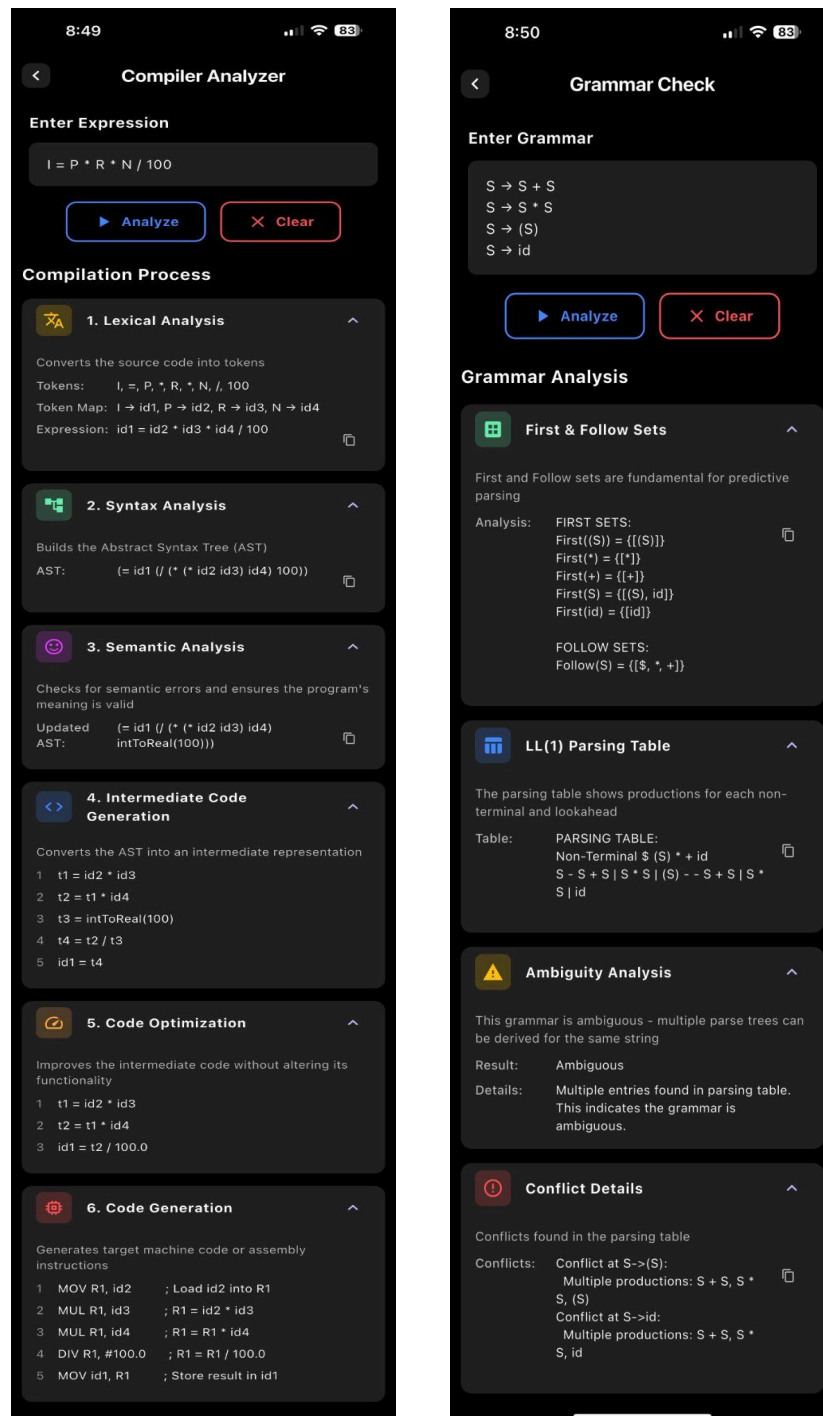 8:49
83
Compiler Analyzer
Enter Expression
I = P * R * N / 100
Analyze
Clear
Compilation Process
1. Lexical Analysis
Converts the source code into tokens
Tokens: I, =, P, *, R, *, N, /, 100
Token Map: I → id1, P → id2, R → id3, N → id4
Expression: id1 = id2 * id3 * id4 / 100
2. Syntax Analysis
Builds the Abstract Syntax Tree (AST)
AST: (= id1 (/ (* (* id2 id3) id4) 100))
3. Semantic Analysis
Checks for semantic errors and ensures the program's
meaning is valid
Updated (= id1 (/ (* (* id2 id3) id4)
AST: intToReal(100)))
4. Intermediate Code
Generation
Converts the AST into an intermediate representation
1 t1 = id2 * id3
2 t2 = t1 * id4
3 t3 = intToReal(100)
4 t4 = t2 / t3
5 id1 = t4
5. Code Optimization
Improves the intermediate code without altering its
functionality
1 t1 = id2 * id3
2 t2 = t1 * id4
3 id1 = t2 / 100.0
6. Code Generation
Generates target machine code or assembly
instructions
1 MOV R1, id2 ; Load id2 into R1
2 MUL R1, id3 ; R1 = id2 * id3
3 MUL R1, id4 ; R1 = R1 * id4
4 DIV R1, #100.0 ; R1 = R1 / 100.0
5 MOV id1, R1 ; Store result in id1
8:50
83
Grammar Check
Enter Grammar
S → S + S
S → S * S
S → (S)
S → id
Analyze
Clear
Grammar Analysis
First & Follow Sets
First and Follow sets are fundamental for predictive
parsing
Analysis: FIRST SETS:
First((S)) = {[(S)]}
First(*) = {[*]}
First(+) = {[+]}
First(S) = {[(S), id]}
First(id) = {[id]}
FOLLOW SETS:
Follow(S) = {[$, *, +]}
LL(1) Parsing Table
The parsing table shows productions for each non-
terminal and lookahead
Table: PARSING TABLE:
Non-Terminal $ (S) * + id
S - S + S | S * S | (S) - - S + S | S *
S | id
Ambiguity Analysis
This grammar is ambiguous - multiple parse trees can
be derived for the same string
Result: Ambiguous
Details: Multiple entries found in parsing table.
This indicates the grammar is
ambiguous.
Conflict Details
Conflicts found in the parsing table
Conflicts: Conflict at S->(S):
Multiple productions: S + S, S *
S, (S)
Conflict at S->id:
Multiple productions: S + S, S *
S, id